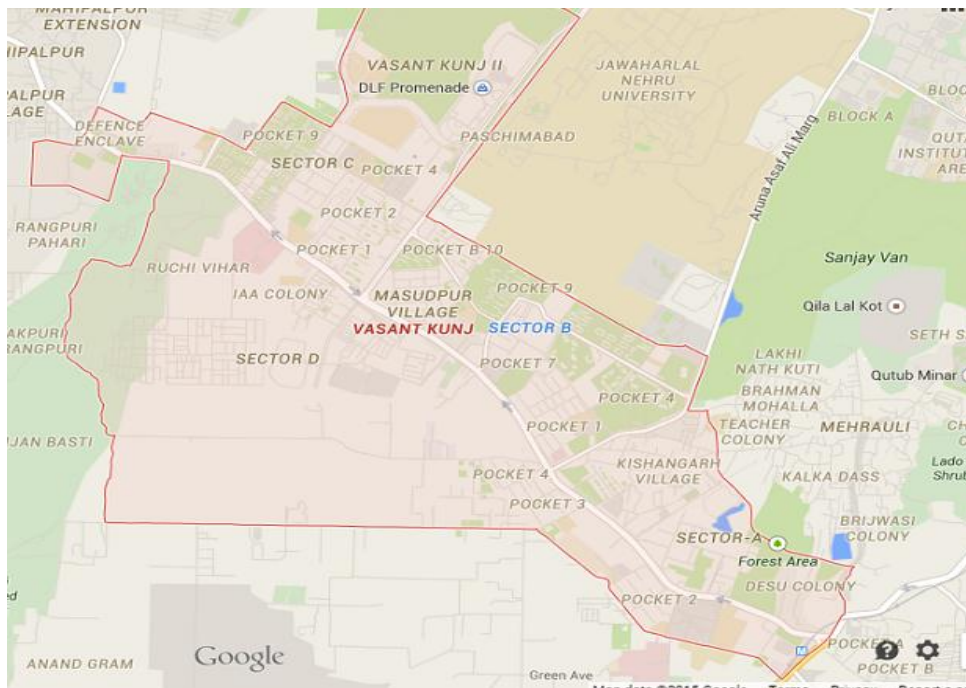 MAHIPALPUR
EXTENSION
VASANT KUNJ II
DLF Promenade
JAWAHARLAL
NEHRU
UNIVERSITY
BLOCK A
DEFENCE
ENCLAVE
POCKET 9
PASCHIMABAD
SECTOR C
POCKET 4
Aruna Asaf Ali Marg
POCKET 2
RANGPURI
PAHARI
POCKET 1
POCKET B 10
RUCHI VIHAR
Sanjay Van
IAA COLONY
MASUDPUR
VILLAGE
POCKET 9
Qila Lal Kot
VASANT KUNJ
SECTOR B
SECTOR D
POCKET 7
LAKHI
NATH KUTI
Qutub Minar
BRAHMAN
MOHALLA
POCKET 4
TEACHER
COLONY
MEHRAULI
POCKET 1
KISHANGARH
VILLAGE
KALKA DASS
POCKET 4
Lado
POCKET 3
BRIJWASI
COLONY
SECTOR-A
Forest Area
DESU COLONY
POCKET 2
M
POCKET A
POCKET B
Google
ANAND GRAM
Green Ave